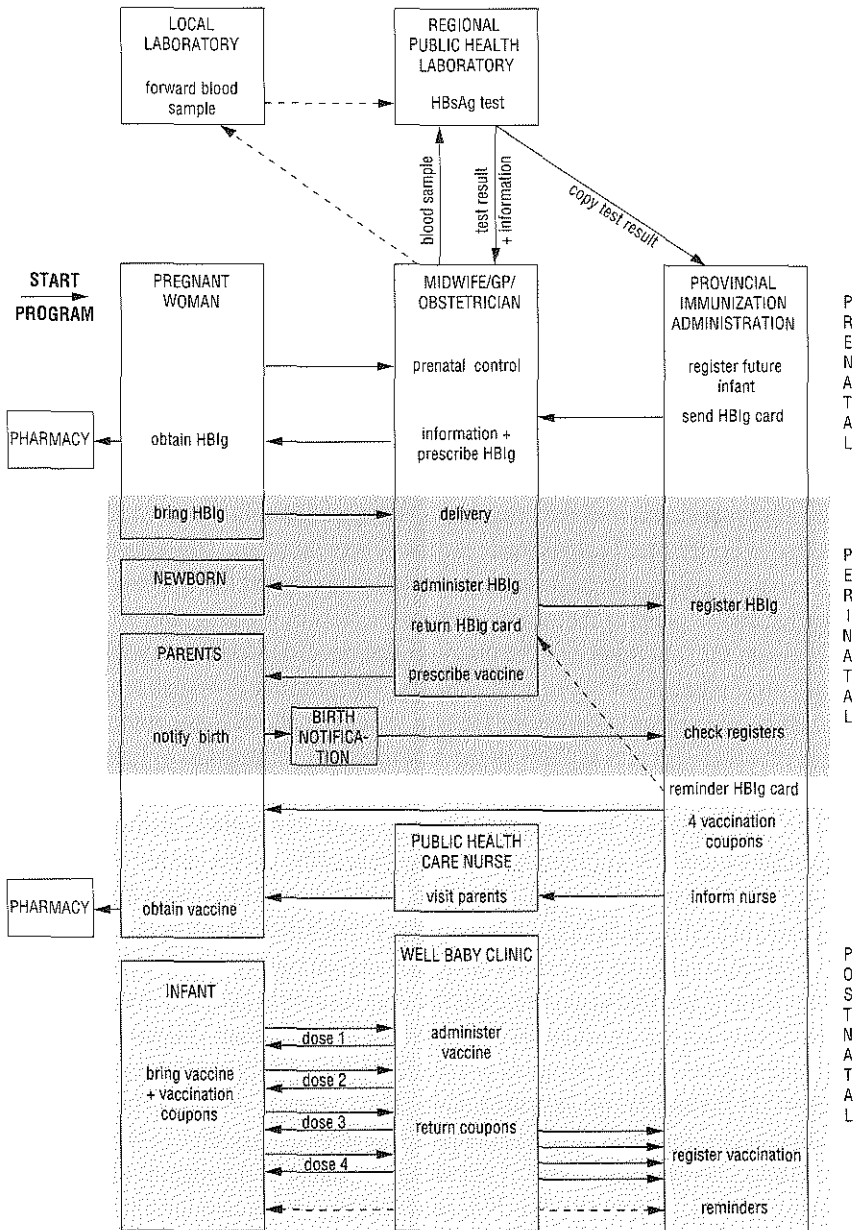 LOCAL
LABORATORY
forward blood
sample
REGIONAL
PUBLIC HEALTH
LABORATORY
HBsAg test
blood sample
test result
+ information
copy test result
START
PROGRAM
PREGNANT
WOMAN
MIDWIFE/GP/
OBSTETRICIAN
PROVINCIAL
IMMUNIZATION
ADMINISTRATION
PRENATAL
prenatal control
register future
infant
send HBIg card
PHARMACY
obtain HBIg
information +
prescribe HBIg
bring HBIg
delivery
PERINATAL
NEWBORN
administer HBIg
register HBIg
return HBIg card
PARENTS
prescribe vaccine
notify birth
BIRTH
NOTIFICA-
TION
check registers
reminder HBIg card
4 vaccination
coupons
PUBLIC HEALTH
CARE NURSE
visit parents
inform nurse
PHARMACY
obtain vaccine
POSTNATAL
INFANT
WELL BABY CLINIC
dose 1
administer
vaccine
bring vaccine
+ vaccination
coupons
dose 2
dose 3
return coupons
dose 4
register vaccination
reminders